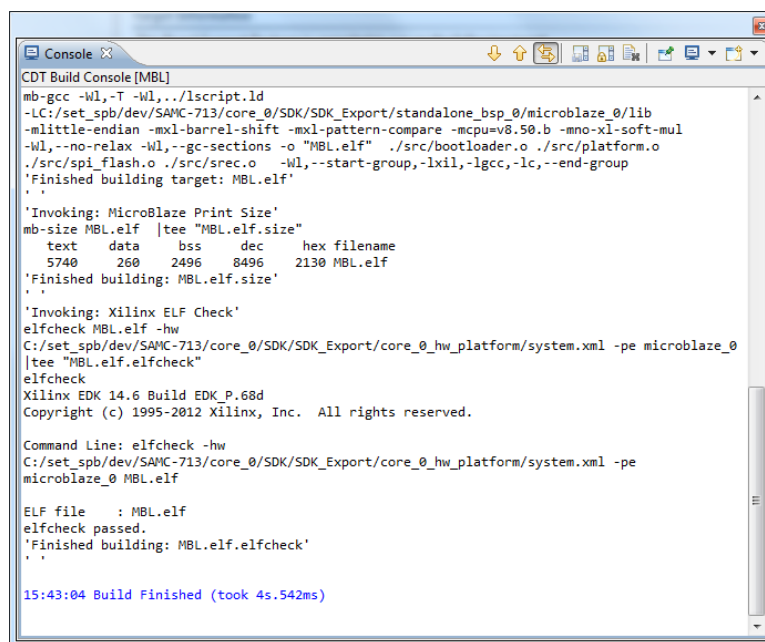 Console
CDT Build Console [MBL]
mb-gcc -Wl,-T -Wl,../lscript.ld
-LC:/set_spb/dev/SAMC-713/core_0/SDK/SDK_Export/standalone_bsp_0/microblaze_0/lib
-mlittle-endian -mxl-barrel-shift -mxl-pattern-compare -mcpu=v8.50.b -mno-xl-soft-mul
-Wl,--no-relax -Wl,--gc-sections -o "MBL.elf"  ./src/bootloader.o ./src/platform.o
./src/spi_flash.o ./src/srec.o   -Wl,--start-group,-lxil,-lgcc,-lc,--end-group
'Finished building target: MBL.elf'
' '
'Invoking: MicroBlaze Print Size'
mb-size MBL.elf  |tee "MBL.elf.size"
   text    data     bss     dec     hex filename
   5740     260    2496    8496    2130 MBL.elf
'Finished building: MBL.elf.size'
' '
'Invoking: Xilinx ELF Check'
elfcheck MBL.elf -hw
C:/set_spb/dev/SAMC-713/core_0/SDK/SDK_Export/core_0_hw_platform/system.xml -pe microblaze_0
|tee "MBL.elf.elfcheck"
elfcheck
Xilinx EDK 14.6 Build EDK_P.68d
Copyright (c) 1995-2012 Xilinx, Inc.  All rights reserved.
Command Line: elfcheck -hw
C:/set_spb/dev/SAMC-713/core_0/SDK/SDK_Export/core_0_hw_platform/system.xml -pe
microblaze_0 MBL.elf
ELF file    : MBL.elf
elfcheck passed.
'Finished building: MBL.elf.elfcheck'
' '
15:43:04 Build Finished (took 4s.542ms)